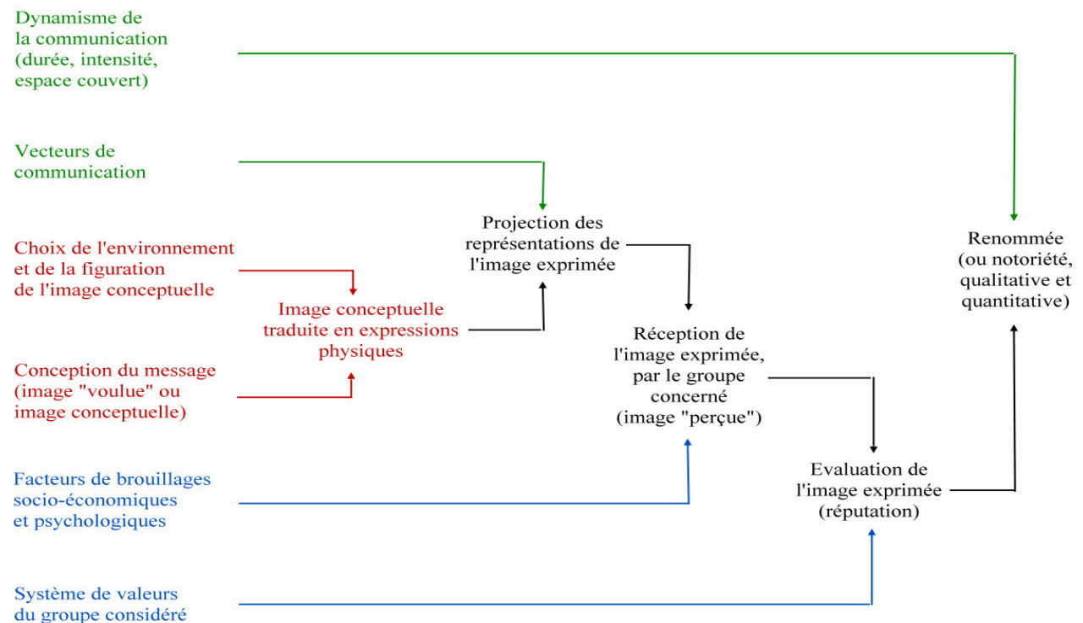 Dynamisme de
la communication
(durée, intensité,
espace couvert)
Vecteurs de
communication
Choix de l'environnement
et de la figuration
de l'image conceptuelle
Conception du message
(image "voulue" ou
image conceptuelle)
Facteurs de brouillages
socio-économiques
et psychologiques
Système de valeurs
du groupe considéré
Image conceptuelle
traduite en expressions
physiques
Projection des
représentations de
l'image exprimée
Réception de
l'image exprimée,
par le groupe
concerné
(image "perçue")
Evaluation de
l'image exprimée
(réputation)
Renommée
(ou notoriété,
qualitative et
quantitative)